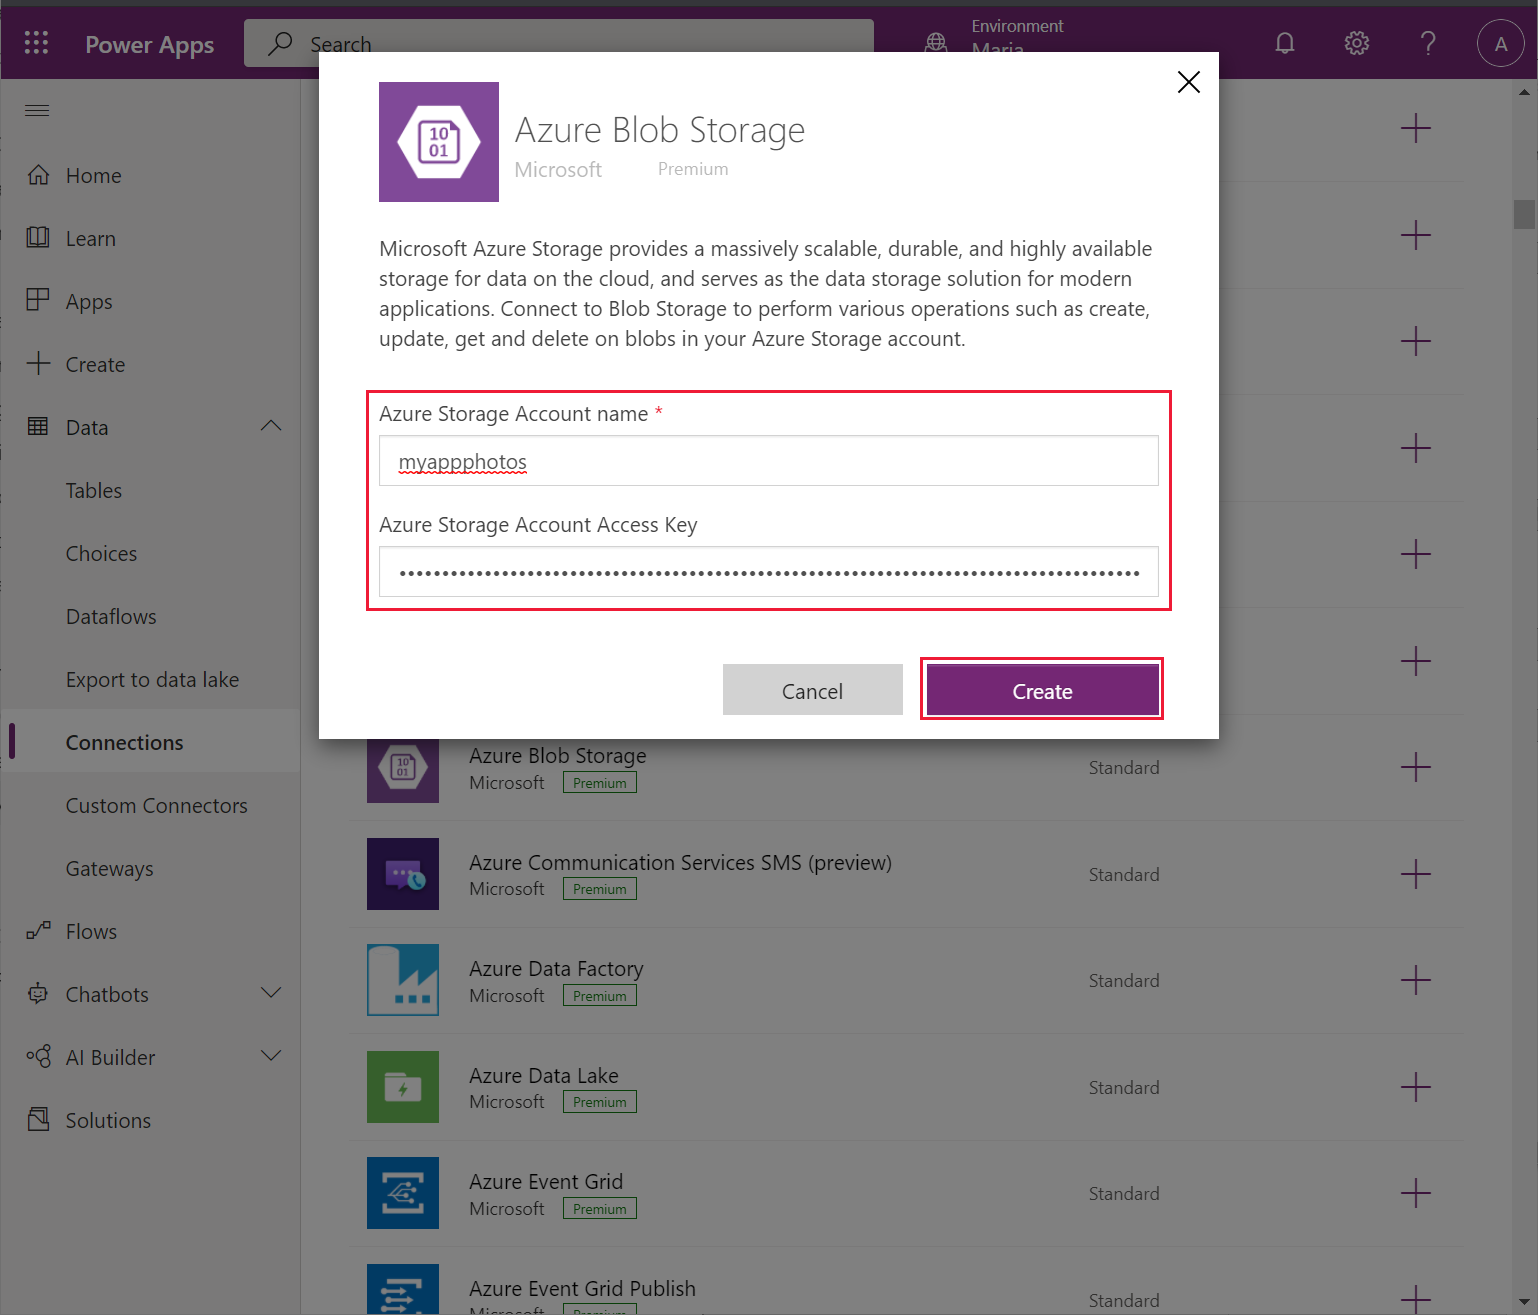 Power Apps
Search
Environment
Maria
A
Home
Learn
Apps
Create
Data
Tables
Choices
Dataflows
Export to data lake
Connections
Custom Connectors
Gateways
Flows
Chatbots
AI Builder
Solutions
10
01
Azure Blob Storage
Microsoft Premium
Microsoft Azure Storage provides a massively scalable, durable, and highly available
storage for data on the cloud, and serves as the data storage solution for modern
applications. Connect to Blob Storage to perform various operations such as create,
update, get and delete on blobs in your Azure Storage account.
Azure Storage Account name *
myappphotos
Azure Storage Account Access Key
Cancel
Create
10
01
Azure Blob Storage
Microsoft Premium
Standard
Azure Communication Services SMS (preview)
Microsoft Premium
Standard
Azure Data Factory
Microsoft Premium
Standard
Azure Data Lake
Microsoft Premium
Standard
Azure Event Grid
Microsoft Premium
Standard
Azure Event Grid Publish
Microsoft Premium
Standard